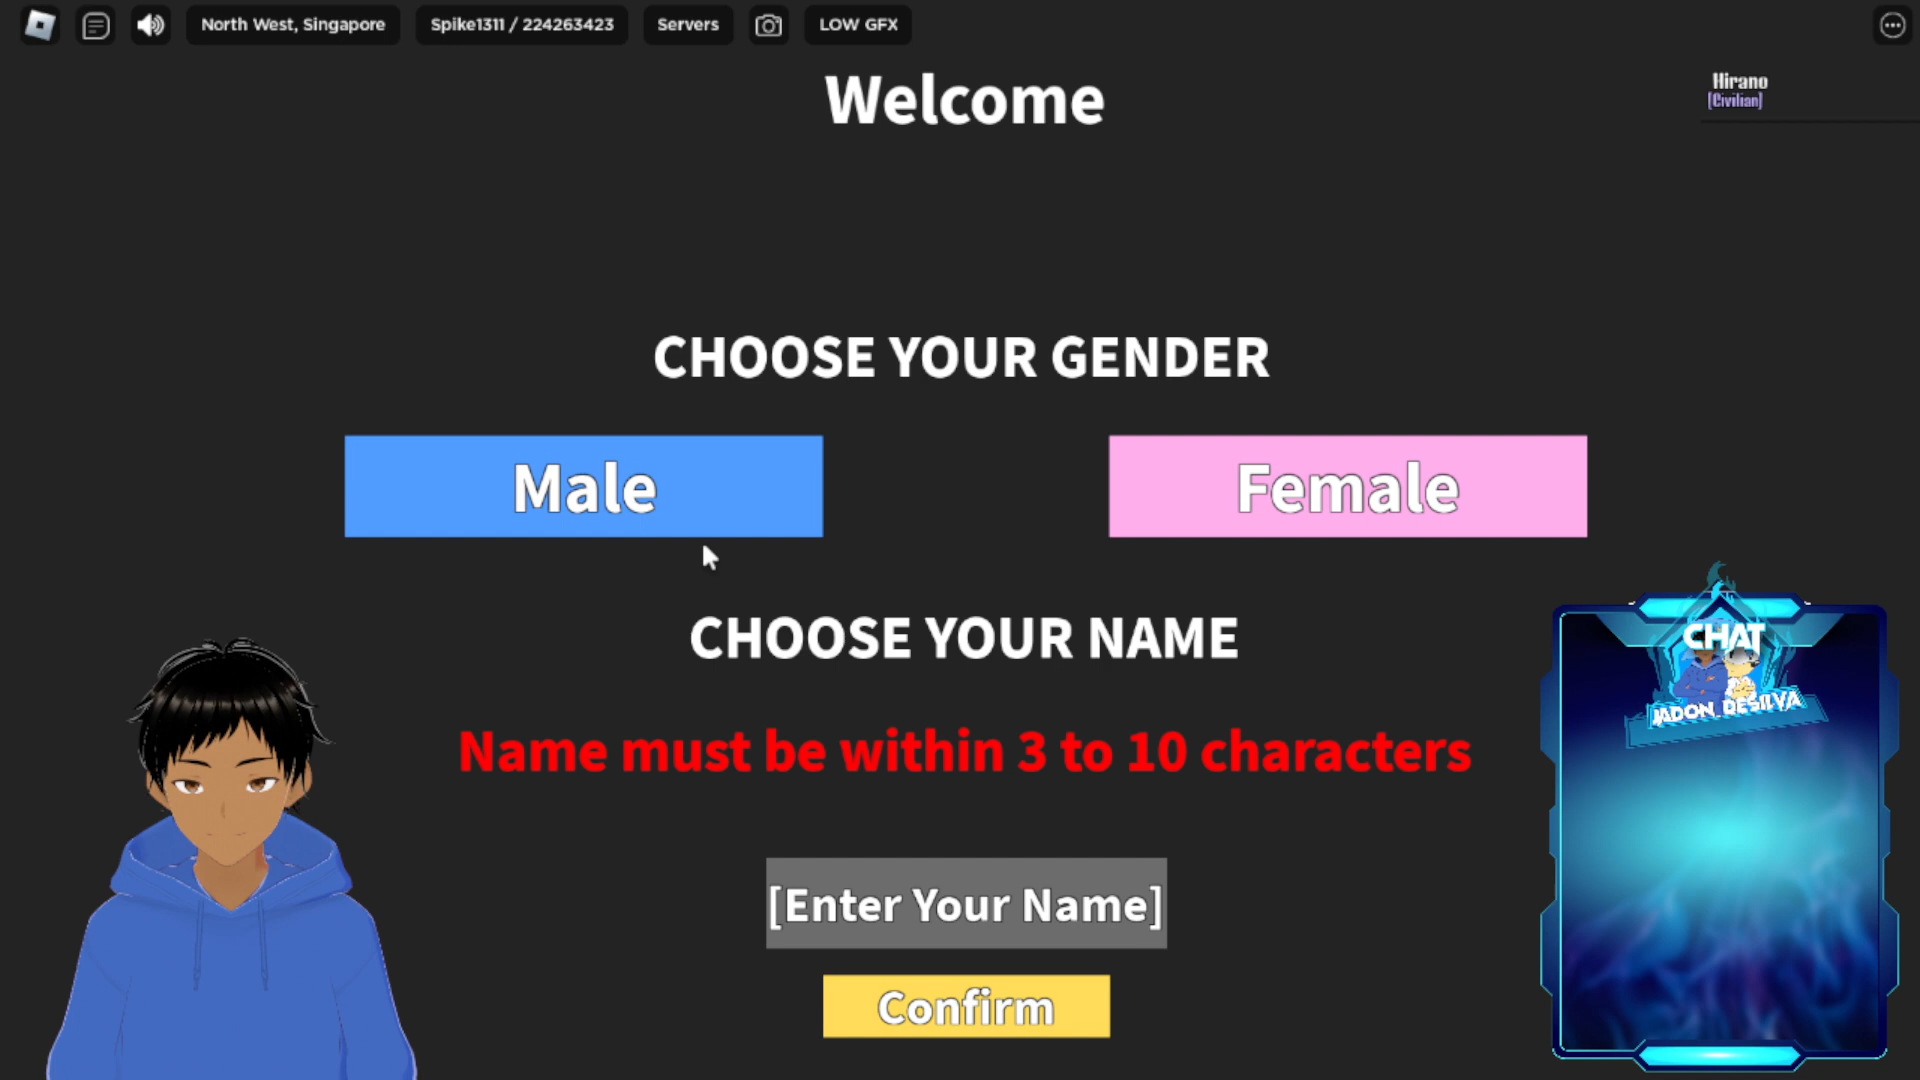 North West, Singapore
Spike1311 / 224263423
Servers
LOW GFX
Welcome
Hirano
[Civilian]
CHOOSE YOUR GENDER
Male
Female
CHOOSE YOUR NAME
Name must be within 3 to 10 characters
[Enter Your Name]
Confirm
CHAT
JADON_DESILVA